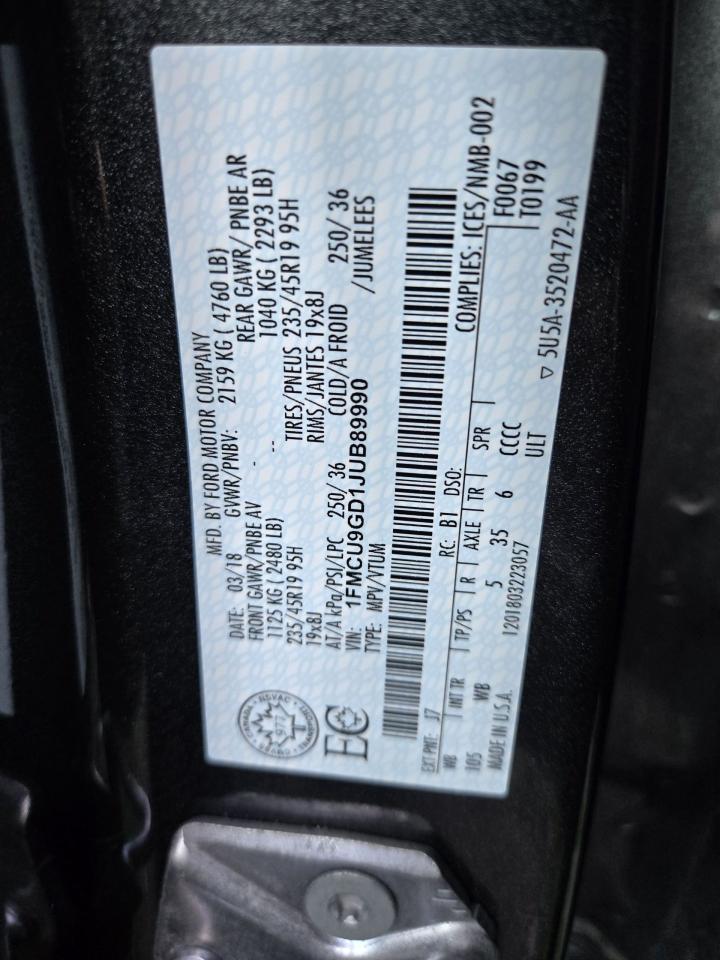 MFD. BY FORD MOTOR COMPANY
DATE: 03/18 GVWR/PNBV: 2159 KG ( 4760 LB)
FRONT GAWR/PNBE AV - REAR GAWR/ PNBE AR
1125 KG ( 2480 LB) -- 1040 KG ( 2293 LB)
235/45R19 95H TIRES/PNEUS 235/45R19 95H
19x8J RIMS/JANTES 19x8J
AT/A kPa/PSI/LPC 250/ 36 COLD/A FROID 250/ 36
VIN: 1FMCU9GD1JUB89990 /JUMELEES
TYPE: MPV/VTUM
EC
EXT PNT: J7 RC: B1 DSO: COMPLIES: ICES/NMB-002
WB INT TR TP/PS R AXLE TR SPR F0067
105 WB 5 35 6 CCCC T0199
MADE IN U.S.A. 1201803223057 ULT
▽ 5U5A-3520472-AA